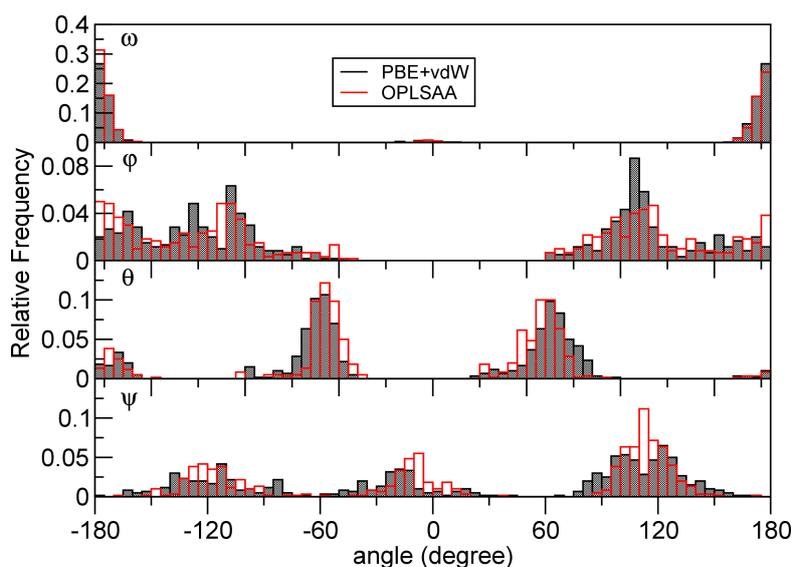 0.4
ω
0.3
PBE+vdW
0.2
OPLSAA
0.1
0
φ
0.08
0.04
0
Relative Frequency
θ
0.1
0.05
0
ψ
0.1
0.05
0
-180 -120 -60 0 60 120 180
angle (degree)